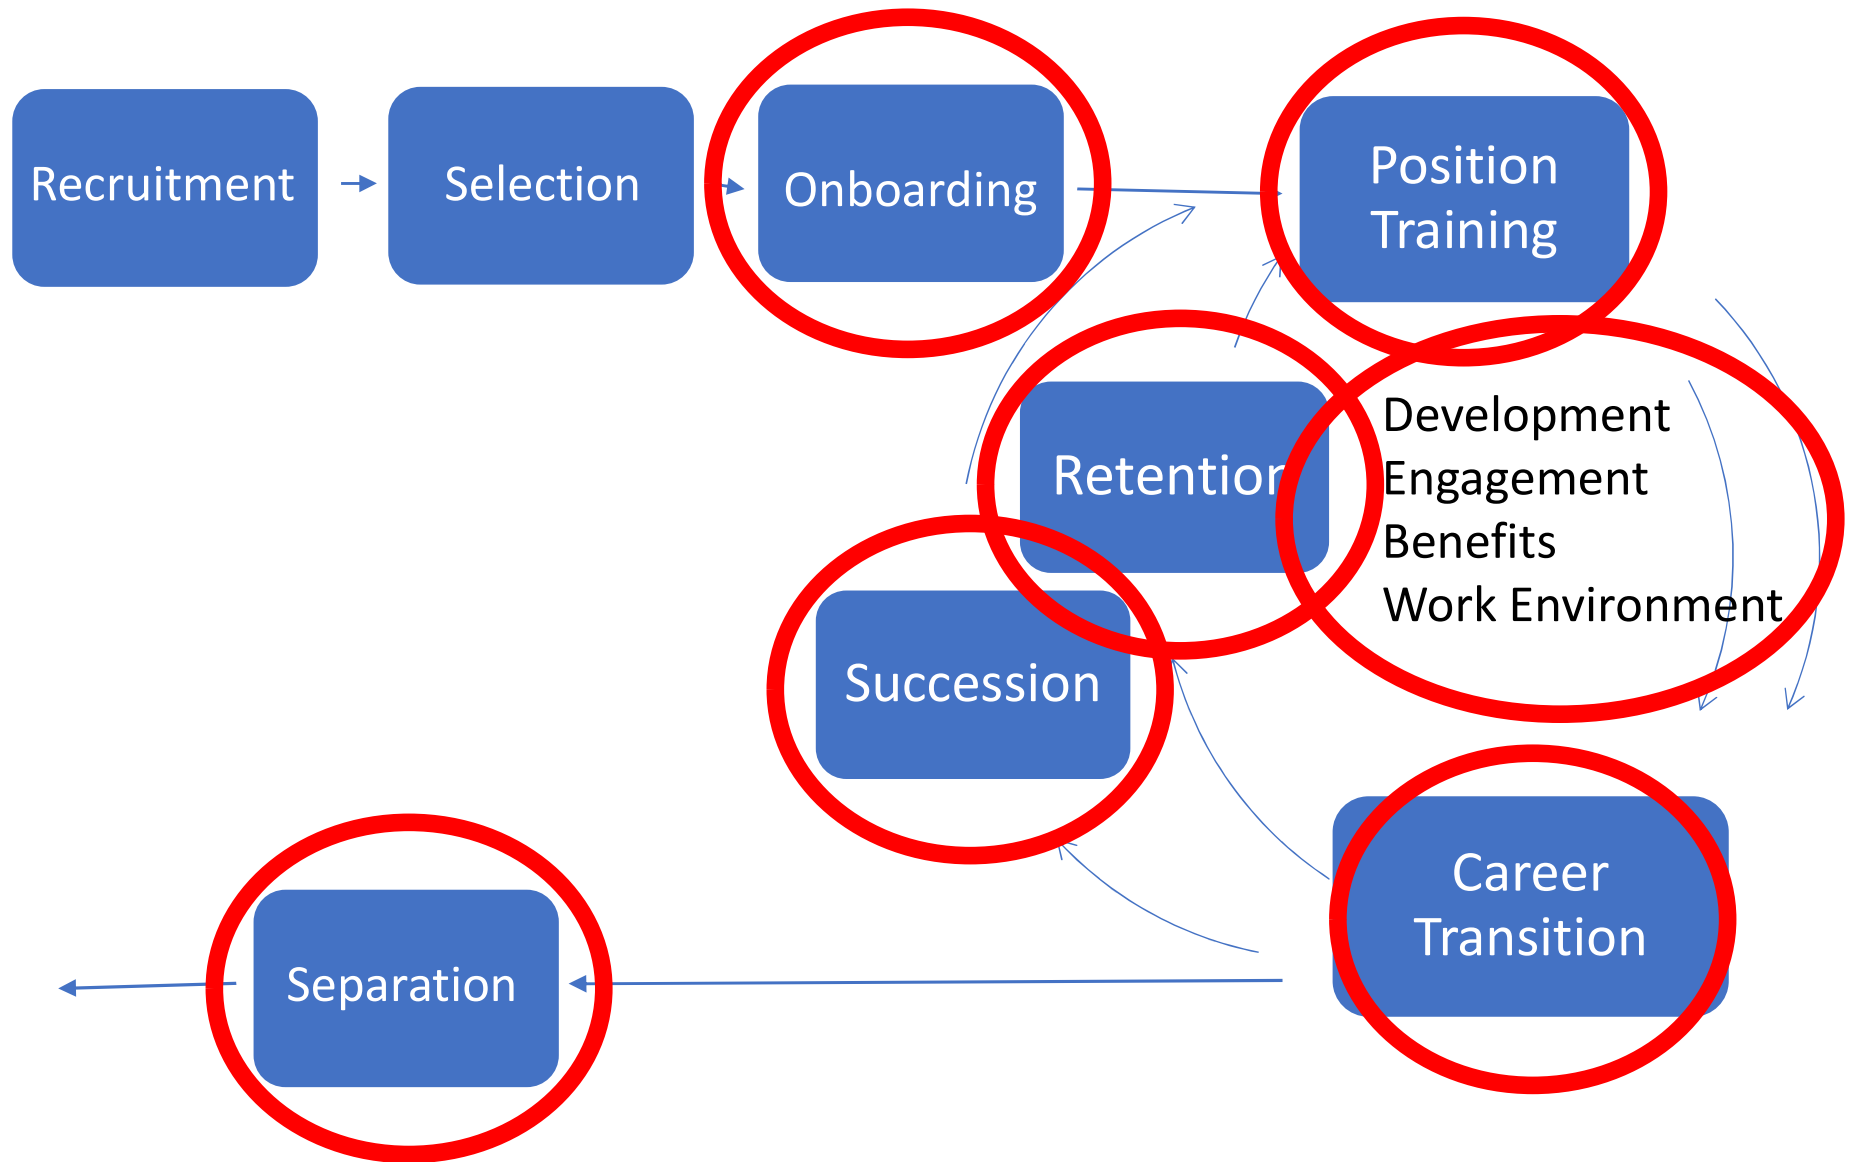 Recruitment
Selection
Onboarding
Position
Training
Retention
Development
Engagement
Benefits
Work Environment
Succession
Career
Transition
Separation